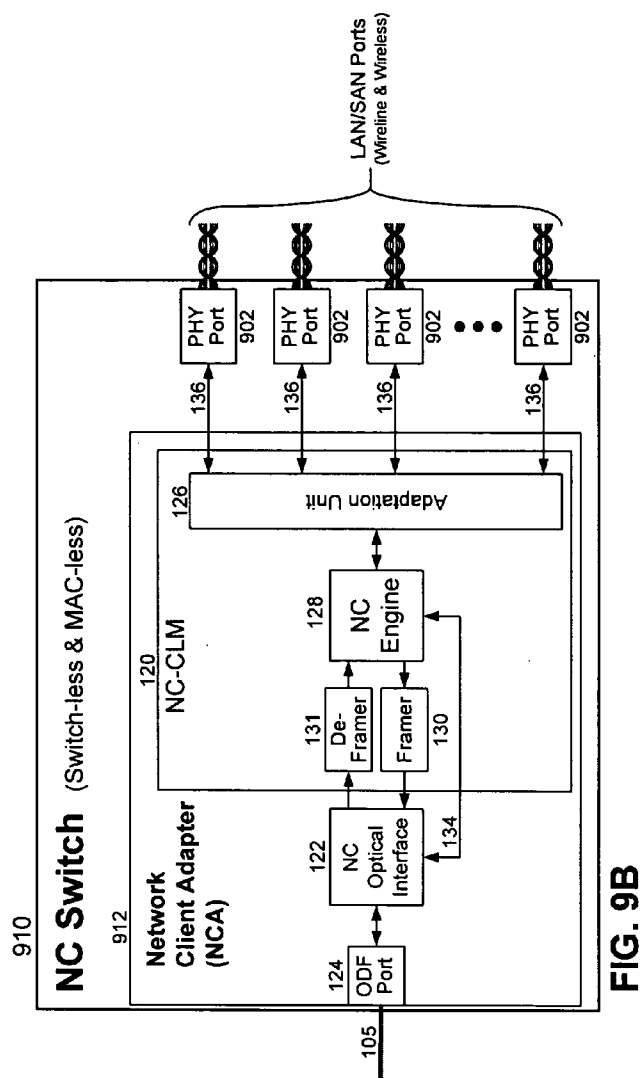 910
NC Switch (Switch-less & MAC-less)
912
Network
Client Adapter
(NCA)
120
NC-CLM
105
124
ODF
Port
122
NC
Optical
Interface
131
De-
Framer
Framer
130
134
128
NC
Engine
126
Adaptation Unit
136
136
136
136
PHY
Port
902
PHY
Port
902
PHY
Port
902
PHY
Port
902
LAN/SAN Ports
(Wireline & Wireless)
FIG. 9B